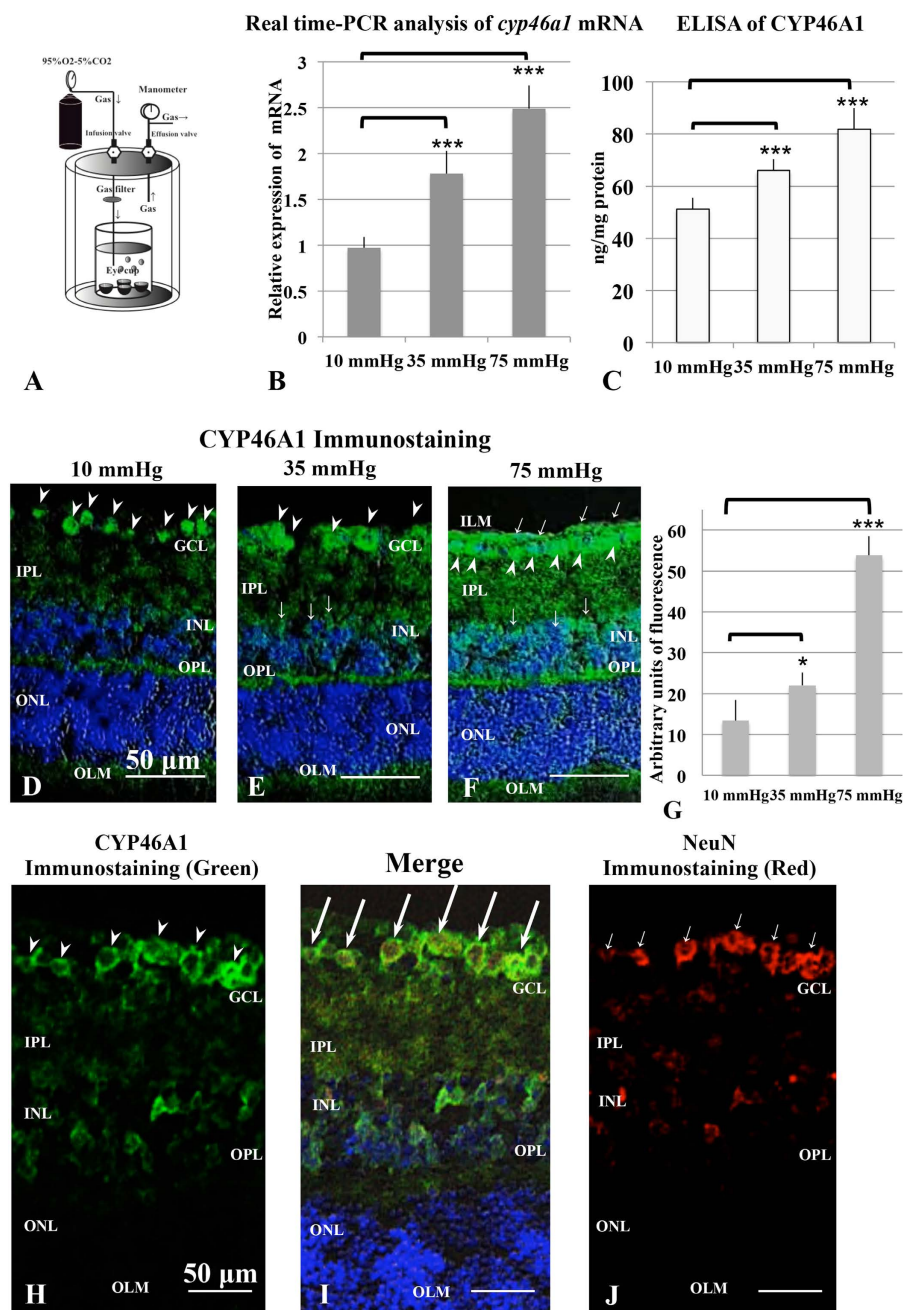 Real time-PCR analysis of cyp46a1 mRNA
ELISA of CYP46A1
95%O2-5%CO2
Manometer
Gas ↓
Gas→
Infusion valve
Effusion valve
Gas filter
↓
↑
Gas
Eye cup
A
Relative expression of mRNA
3
2.5
2
1.5
1
0.5
0
***
***
10 mmHg 35 mmHg 75 mmHg
B
ng/mg protein
100
80
60
40
20
0
***
***
10 mmHg 35 mmHg 75 mmHg
C
CYP46A1 Immunostaining
10 mmHg
35 mmHg
75 mmHg
GCL
IPL
INL
OPL
ONL
50 µm
OLM
D
GCL
IPL
INL
OPL
ONL
OLM
E
ILM
GCL
IPL
INL
OPL
ONL
OLM
F
Arbitrary units of fluorescence
60
50
40
30
20
10
0
*
***
10 mmHg 35 mmHg 75 mmHg
G
CYP46A1
Immunostaining (Green)
Merge
NeuN
Immunostaining (Red)
GCL
IPL
INL
OPL
ONL
50 µm
OLM
H
GCL
IPL
INL
OPL
ONL
OLM
I
GCL
IPL
INL
OPL
ONL
OLM
J